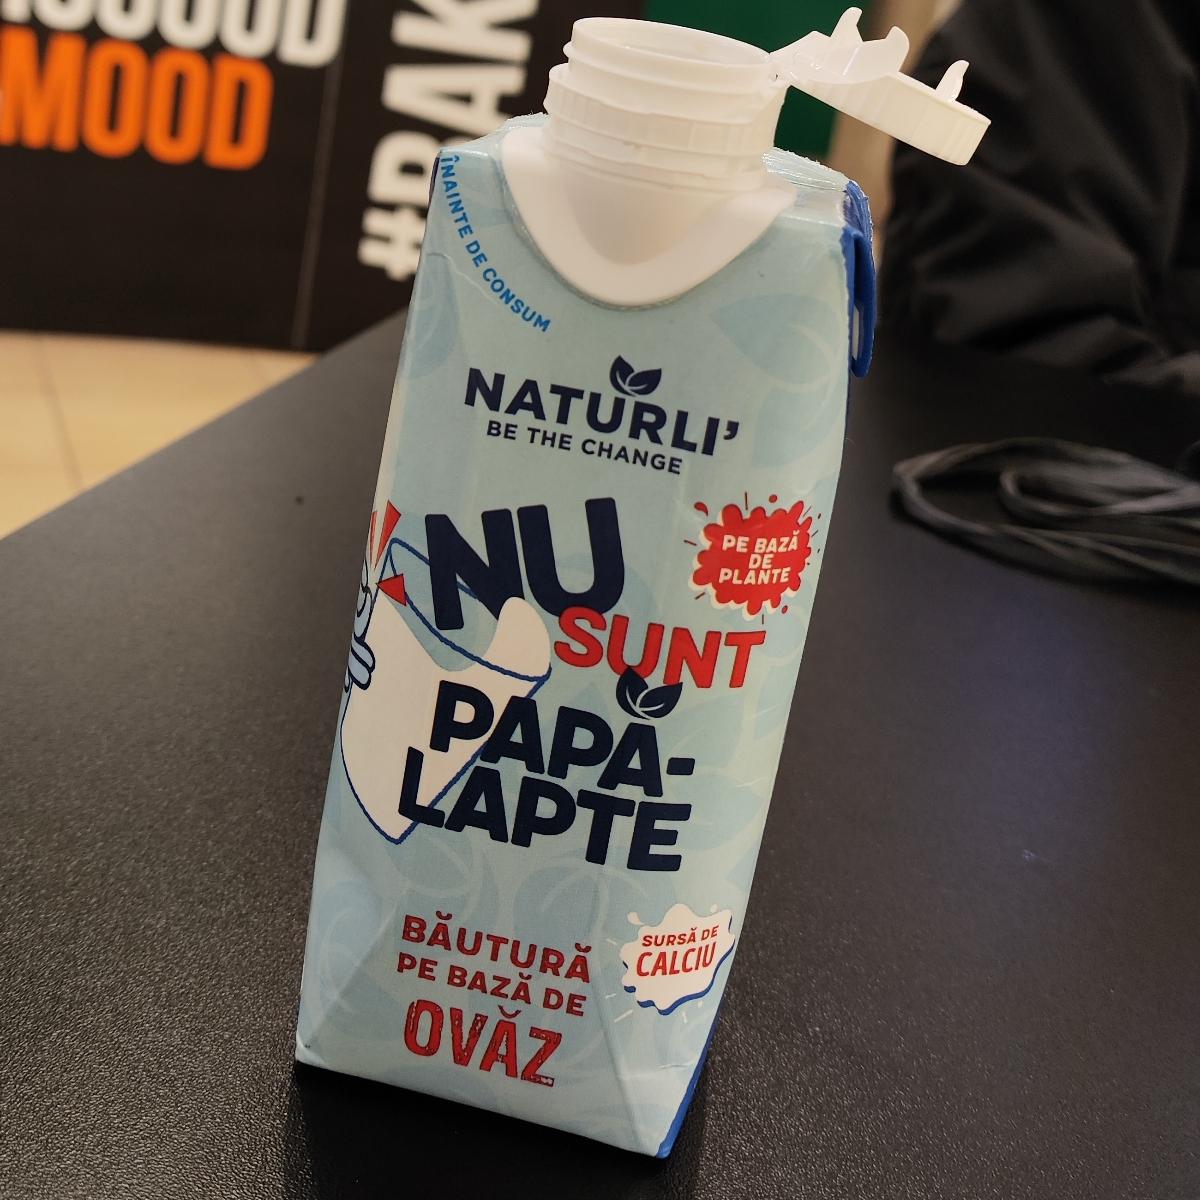 MOOD
ÎNAINTE DE CONSUM
NATURLI'
BE THE CHANGE
NU
SUNT
PAPĂ-
LAPTE
PE BAZĂ
DE
PLANTE
BĂUTURĂ
PE BAZĂ DE
OVĂZ
SURSĂ DE
CALCIU